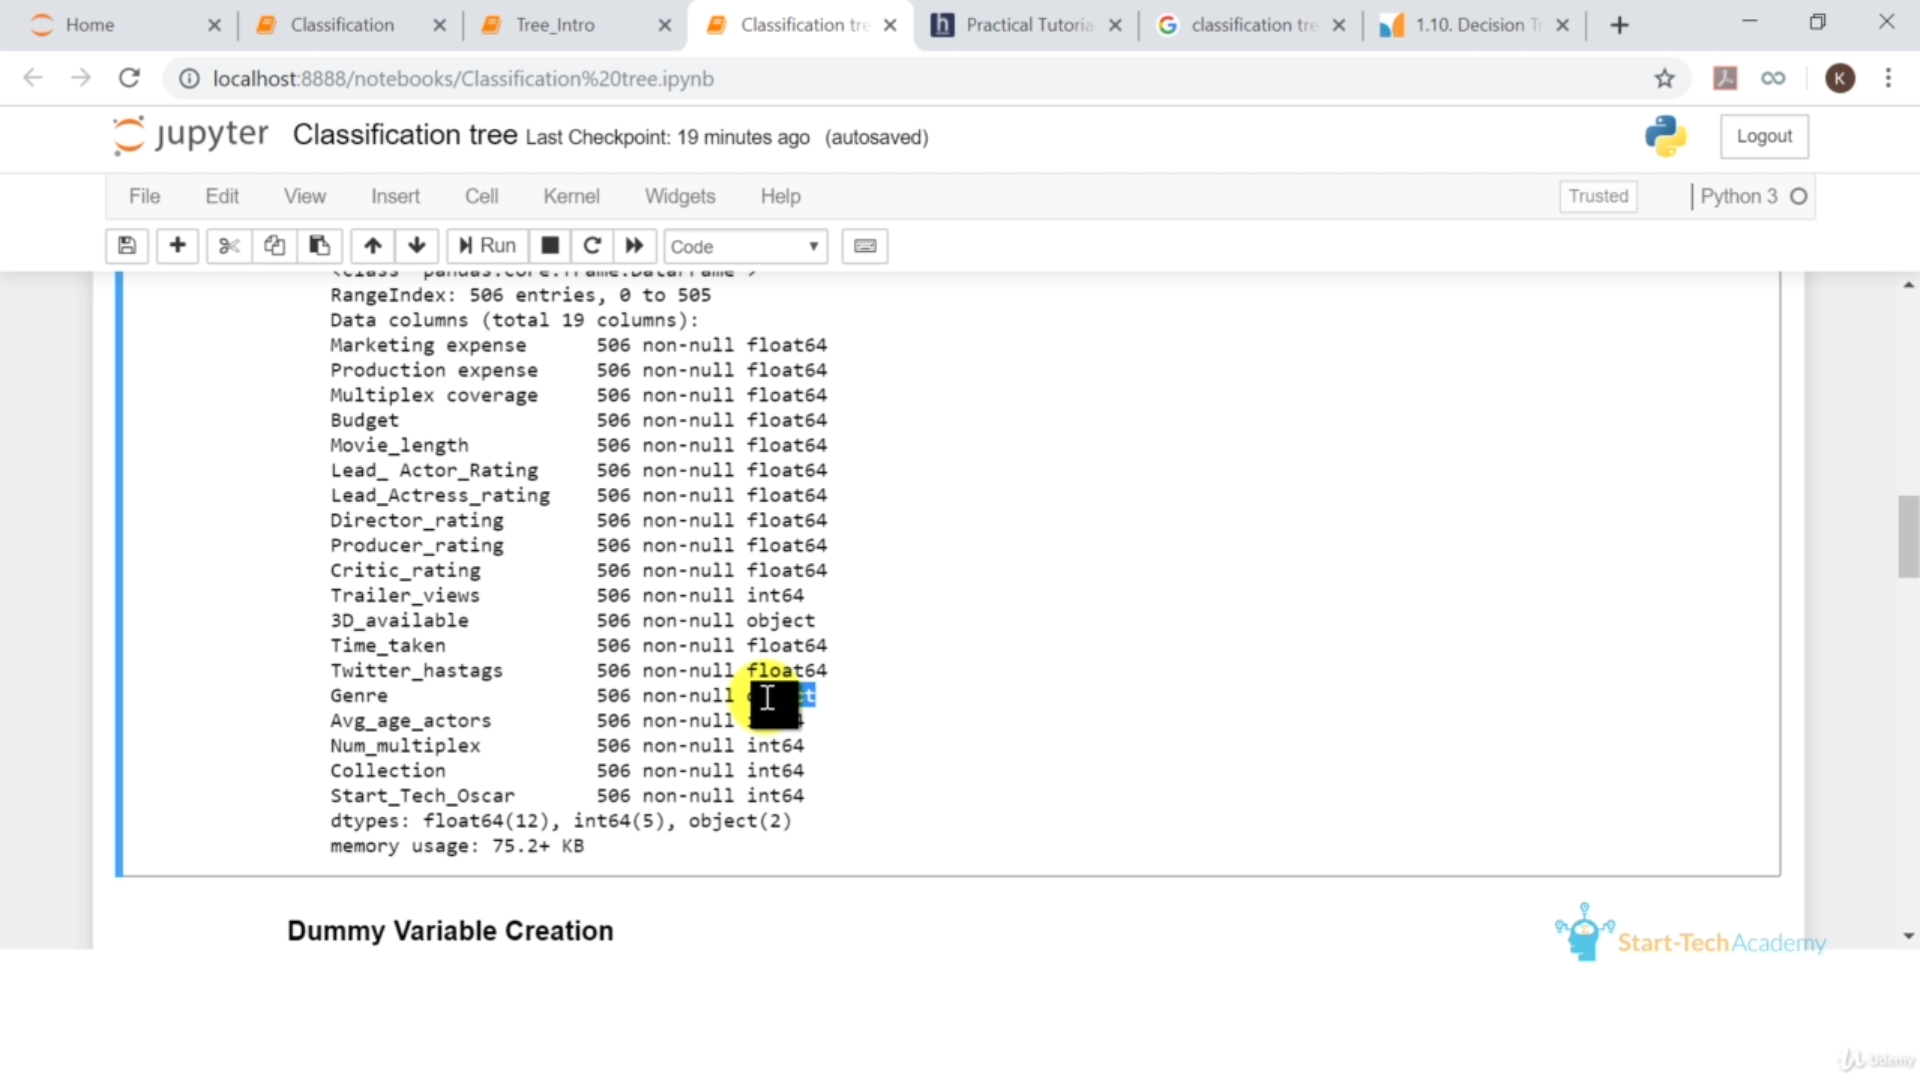 Home
Classification
Tree_Intro
Classification tre
Practical Tutoria
classification tre
1.10. Decision Tr
localhost:8888/notebooks/Classification%20tree.ipynb
K
jupyter Classification tree Last Checkpoint: 19 minutes ago (autosaved)
Logout
File Edit View Insert Cell Kernel Widgets Help
Trusted
Python 3
Run
Code
<class 'pandas.core.frame.DataFrame'>
RangeIndex: 506 entries, 0 to 505
Data columns (total 19 columns):
Marketing expense 506 non-null float64
Production expense 506 non-null float64
Multiplex coverage 506 non-null float64
Budget 506 non-null float64
Movie_length 506 non-null float64
Lead_ Actor_Rating 506 non-null float64
Lead_Actress_rating 506 non-null float64
Director_rating 506 non-null float64
Producer_rating 506 non-null float64
Critic_rating 506 non-null float64
Trailer_views 506 non-null int64
3D_available 506 non-null object
Time_taken 506 non-null float64
Twitter_hastags 506 non-null float64
Genre 506 non-null
Avg_age_actors 506 non-null
Num_multiplex 506 non-null int64
Collection 506 non-null int64
Start_Tech_Oscar 506 non-null int64
dtypes: float64(12), int64(5), object(2)
memory usage: 75.2+ KB
Dummy Variable Creation
Start-Tech Academy
Udemy